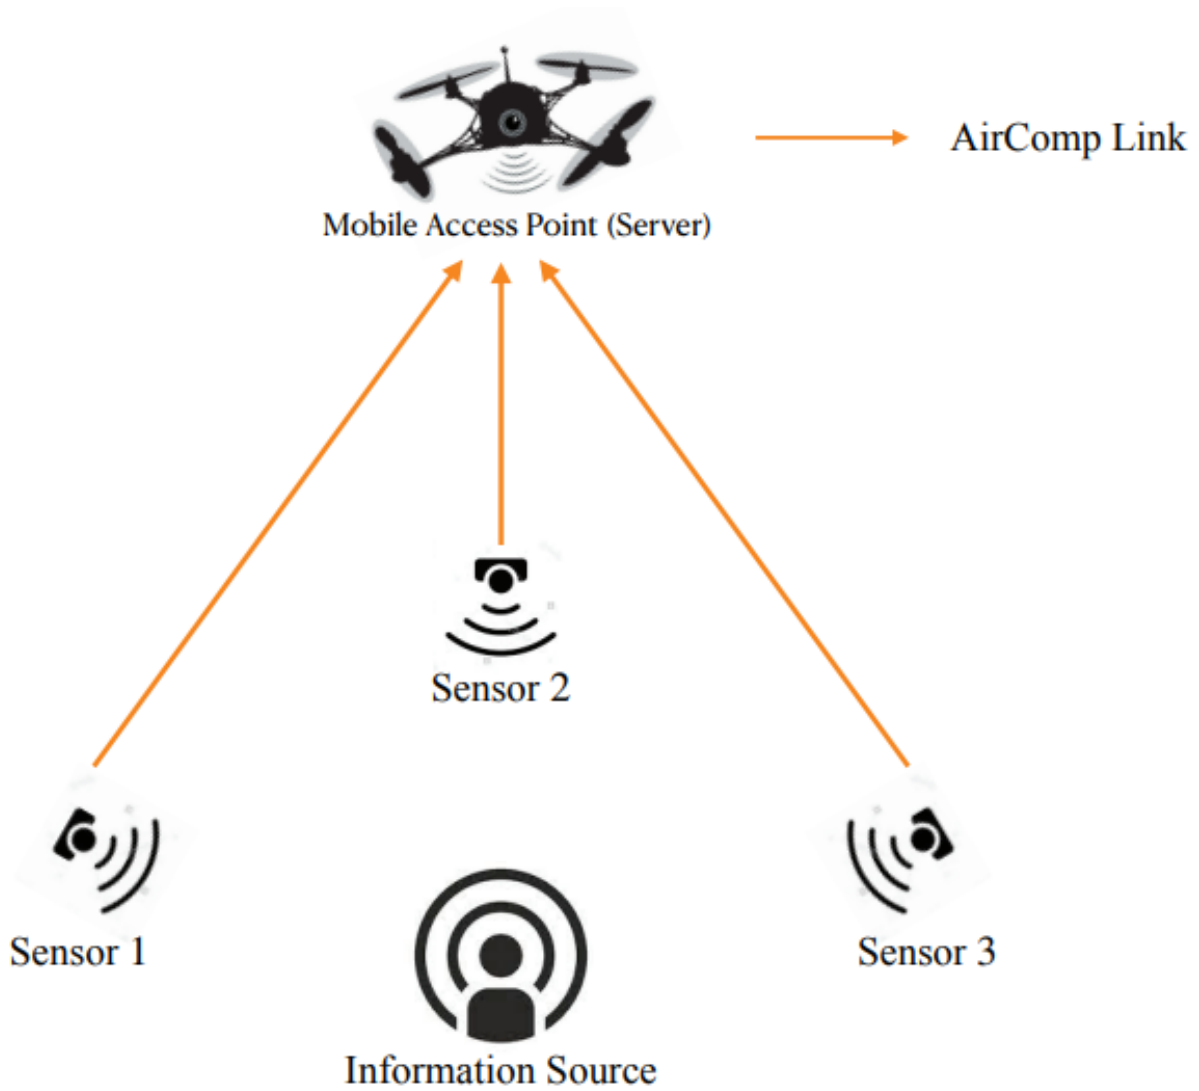 AirComp Link
Mobile Access Point (Server)
Sensor 2
Sensor 1
Sensor 3
Information Source